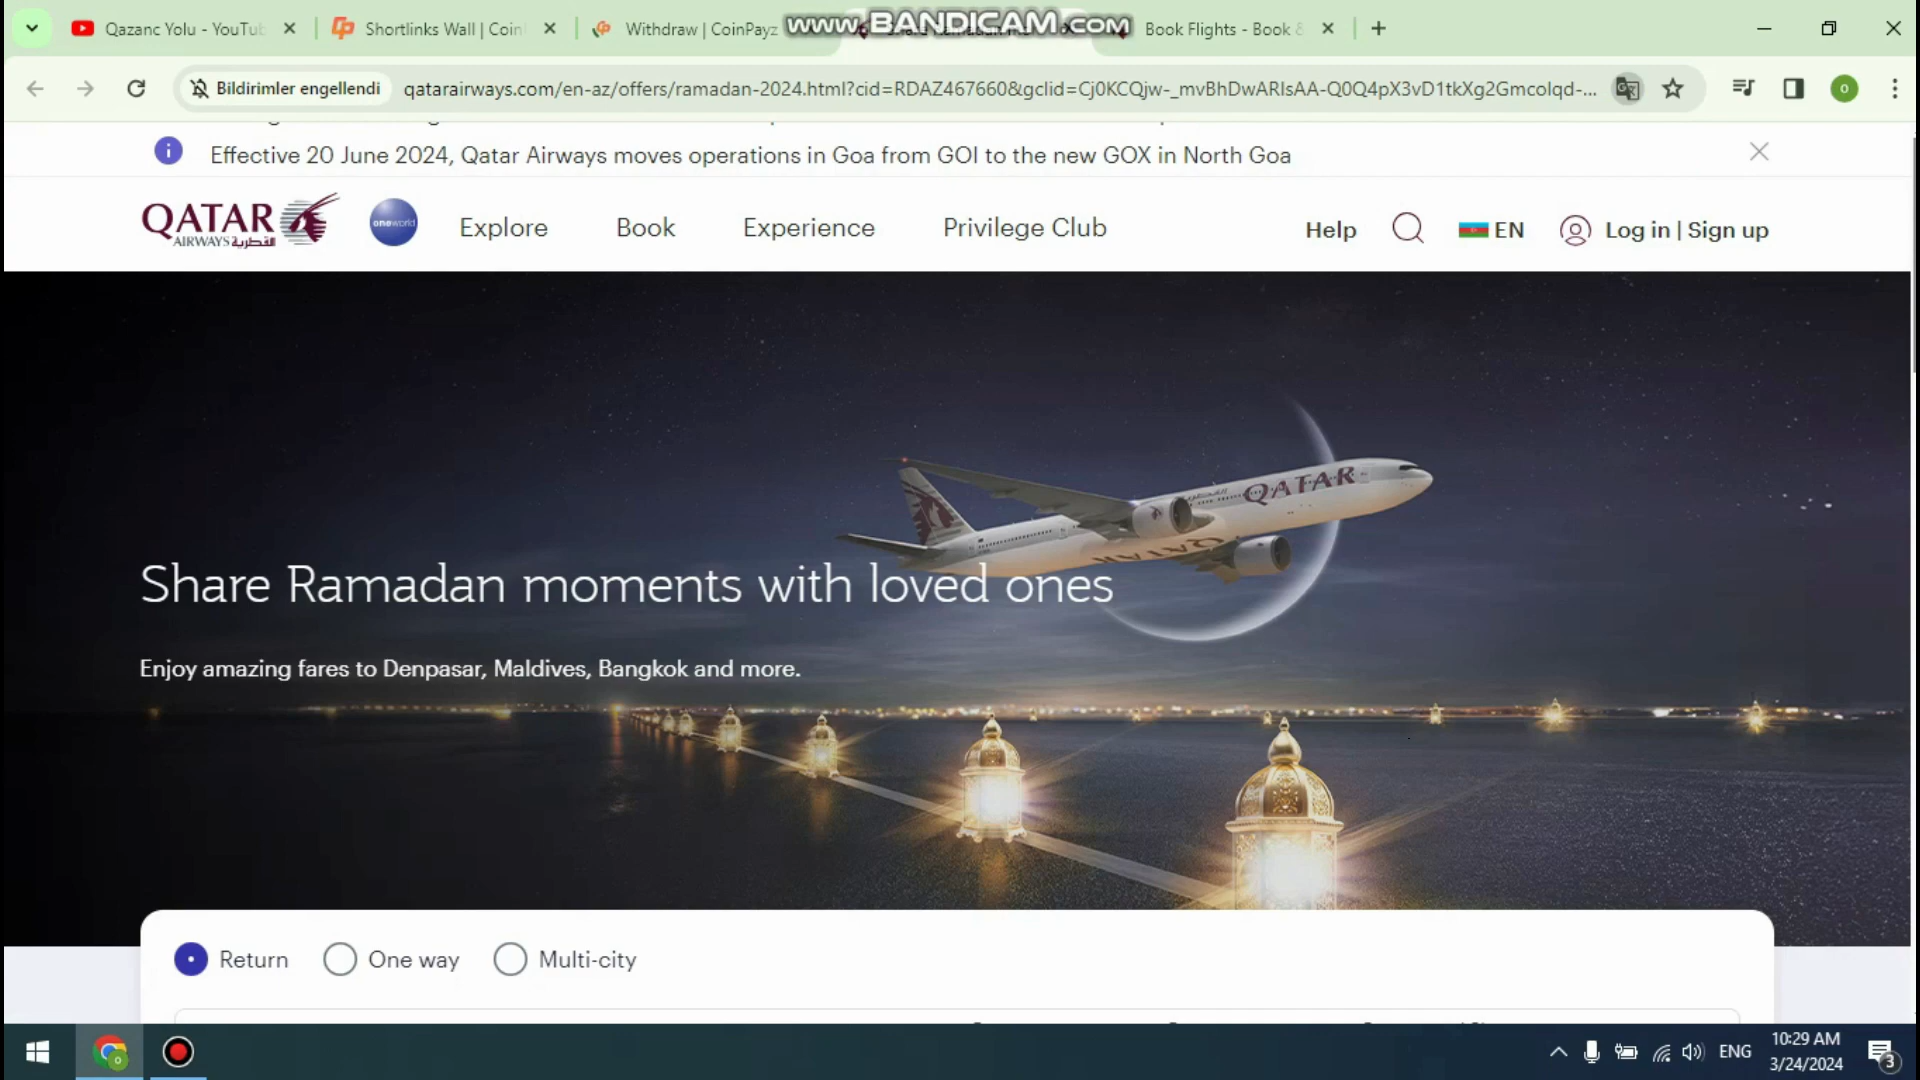 Qazanc Yolu - YouTu
Shortlinks Wall | Coin
Withdraw | CoinPayz
www.BANDICAM.com
Book Flights - Book &
Bildirimler engellendi
qatarairways.com/en-az/offers/ramadan-2024.html?cid=RDAZ467660&gclid=Cj0KCQjw-_mvBhDwARIsAA-Q0Q4pX3vD1tkXg2Gmcolqd-...
Effective 20 June 2024, Qatar Airways moves operations in Goa from GOI to the new GOX in North Goa
QATAR
AIRWAYS القطرية
oneworld
Explore
Book
Experience
Privilege Club
Help
EN
Log in | Sign up
QATAR
QATAR
Share Ramadan moments with loved ones
Enjoy amazing fares to Denpasar, Maldives, Bangkok and more.
Return
One way
Multi-city
ENG
10:29 AM
3/24/2024
3